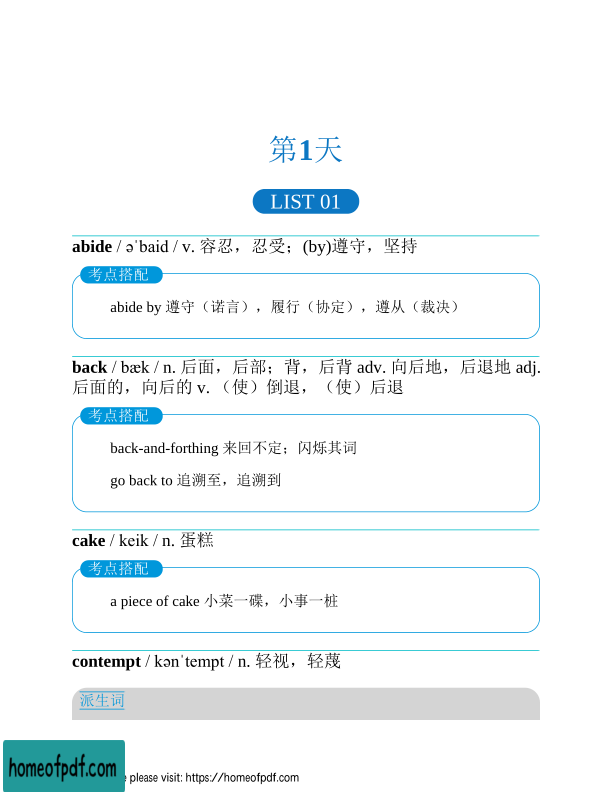 第1天
LIST 01
abide / əˈbaid / v. 容忍，忍受；(by)遵守，坚持
考点搭配
abide by 遵守（诺言），履行（协定），遵从（裁决）
back / bæk / n. 后面，后部；背，后背 adv. 向后地，后退地 adj.
后面的，向后的 v. （使）倒退，（使）后退
考点搭配
back-and-forthing 来回不定；闪烁其词
go back to 追溯至，追溯到
cake / keik / n. 蛋糕
考点搭配
a piece of cake 小菜一碟，小事一桩
contempt / kənˈtempt / n. 轻视，轻蔑
派生词
homeofpdf.com
please visit: https://homeofpdf.com